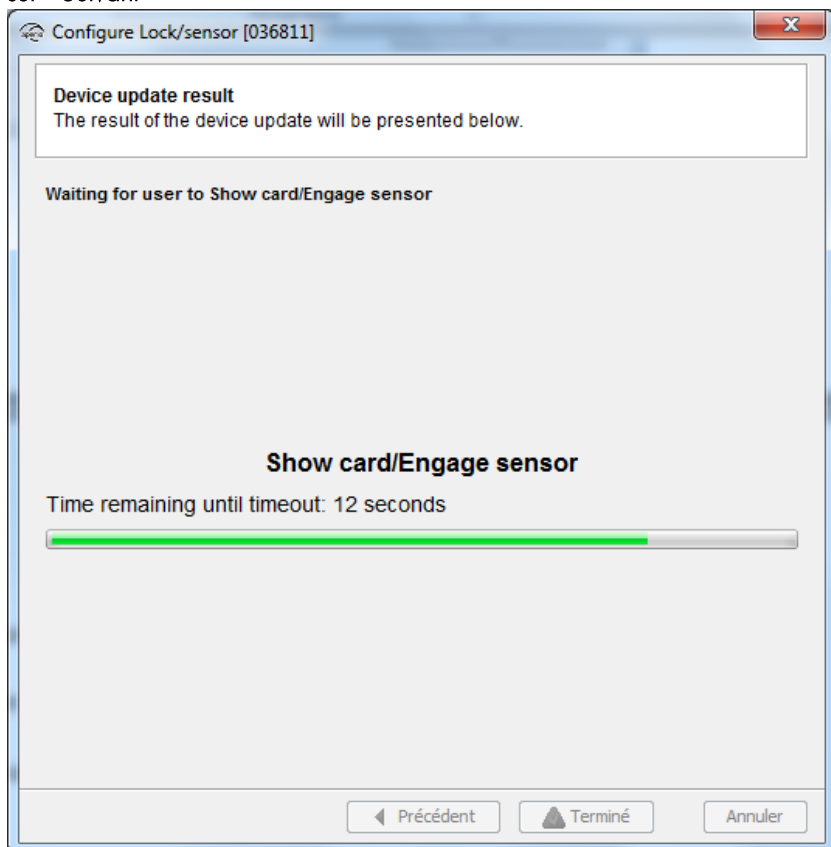 Configure Lock/sensor [036811]
Device update result
The result of the device update will be presented below.
Waiting for user to Show card/Engage sensor
Show card/Engage sensor
Time remaining until timeout: 12 seconds
Précédent
Terminé
Annuler